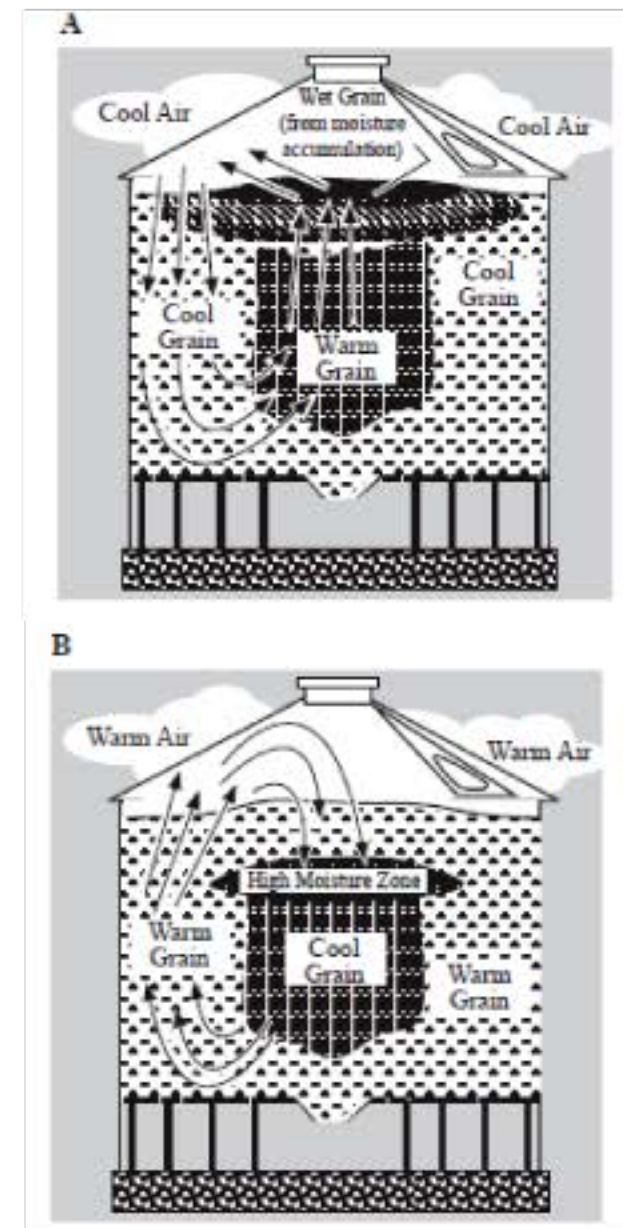 A
Cool Air
Wet Grain
(from moisture
accumulation)
Cool Air
Cool
Grain
Cool
Grain
Warm
Grain
B
Warm Air
Warm Air
High Moisture Zone
Warm
Grain
Cool
Grain
Warm
Grain